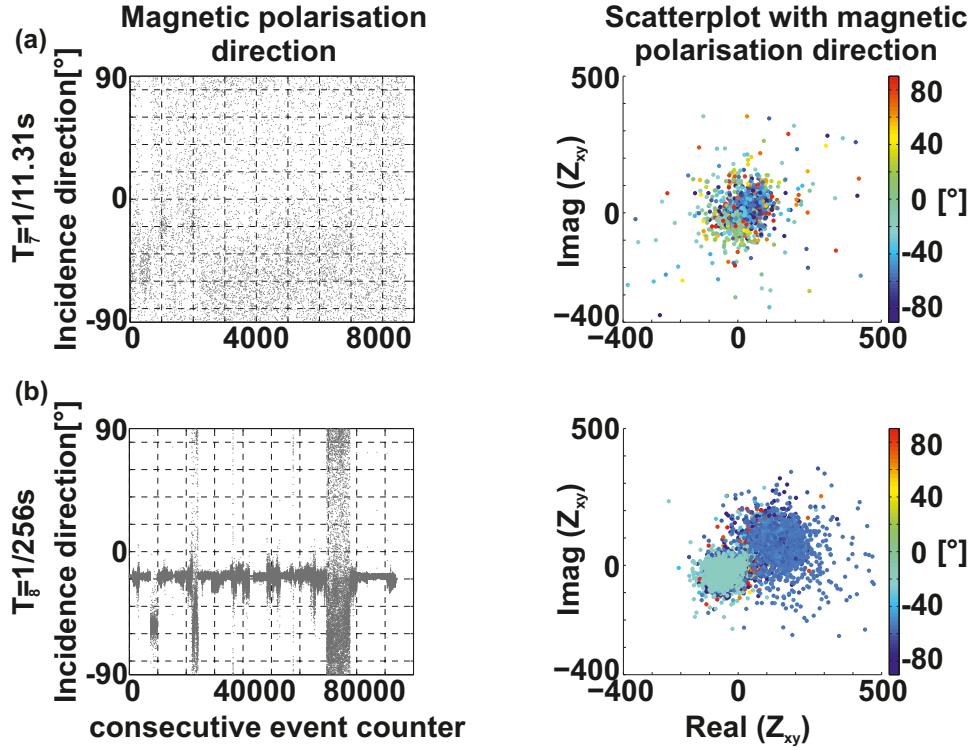 Magnetic polarisation direction
Scatterplot with magnetic polarisation direction
(a)
T7=1/11.31s
Incidence direction[°]
90
0
-90
0
4000
8000
Imag (Zxy)
500
0
−400
−400
0
500
80
40
0 [°]
-40
-80
(b)
T8=1/256s
Incidence direction[°]
90
0
-90
0
40000
80000
consecutive event counter
Imag (Zxy)
500
0
−400
−400
0
500
Real (Zxy)
80
40
0 [°]
-40
-80